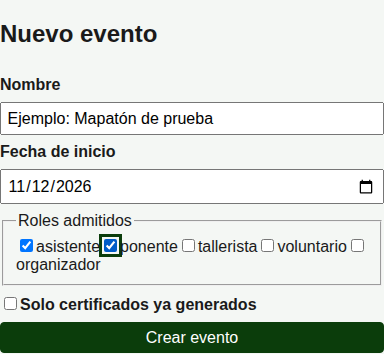 Nuevo evento
Nombre
Ejemplo: Mapatón de prueba
Fecha de inicio
11/12/2026
Roles admitidos
asistente ponente tallerista voluntario
organizador
Solo certificados ya generados
Crear evento